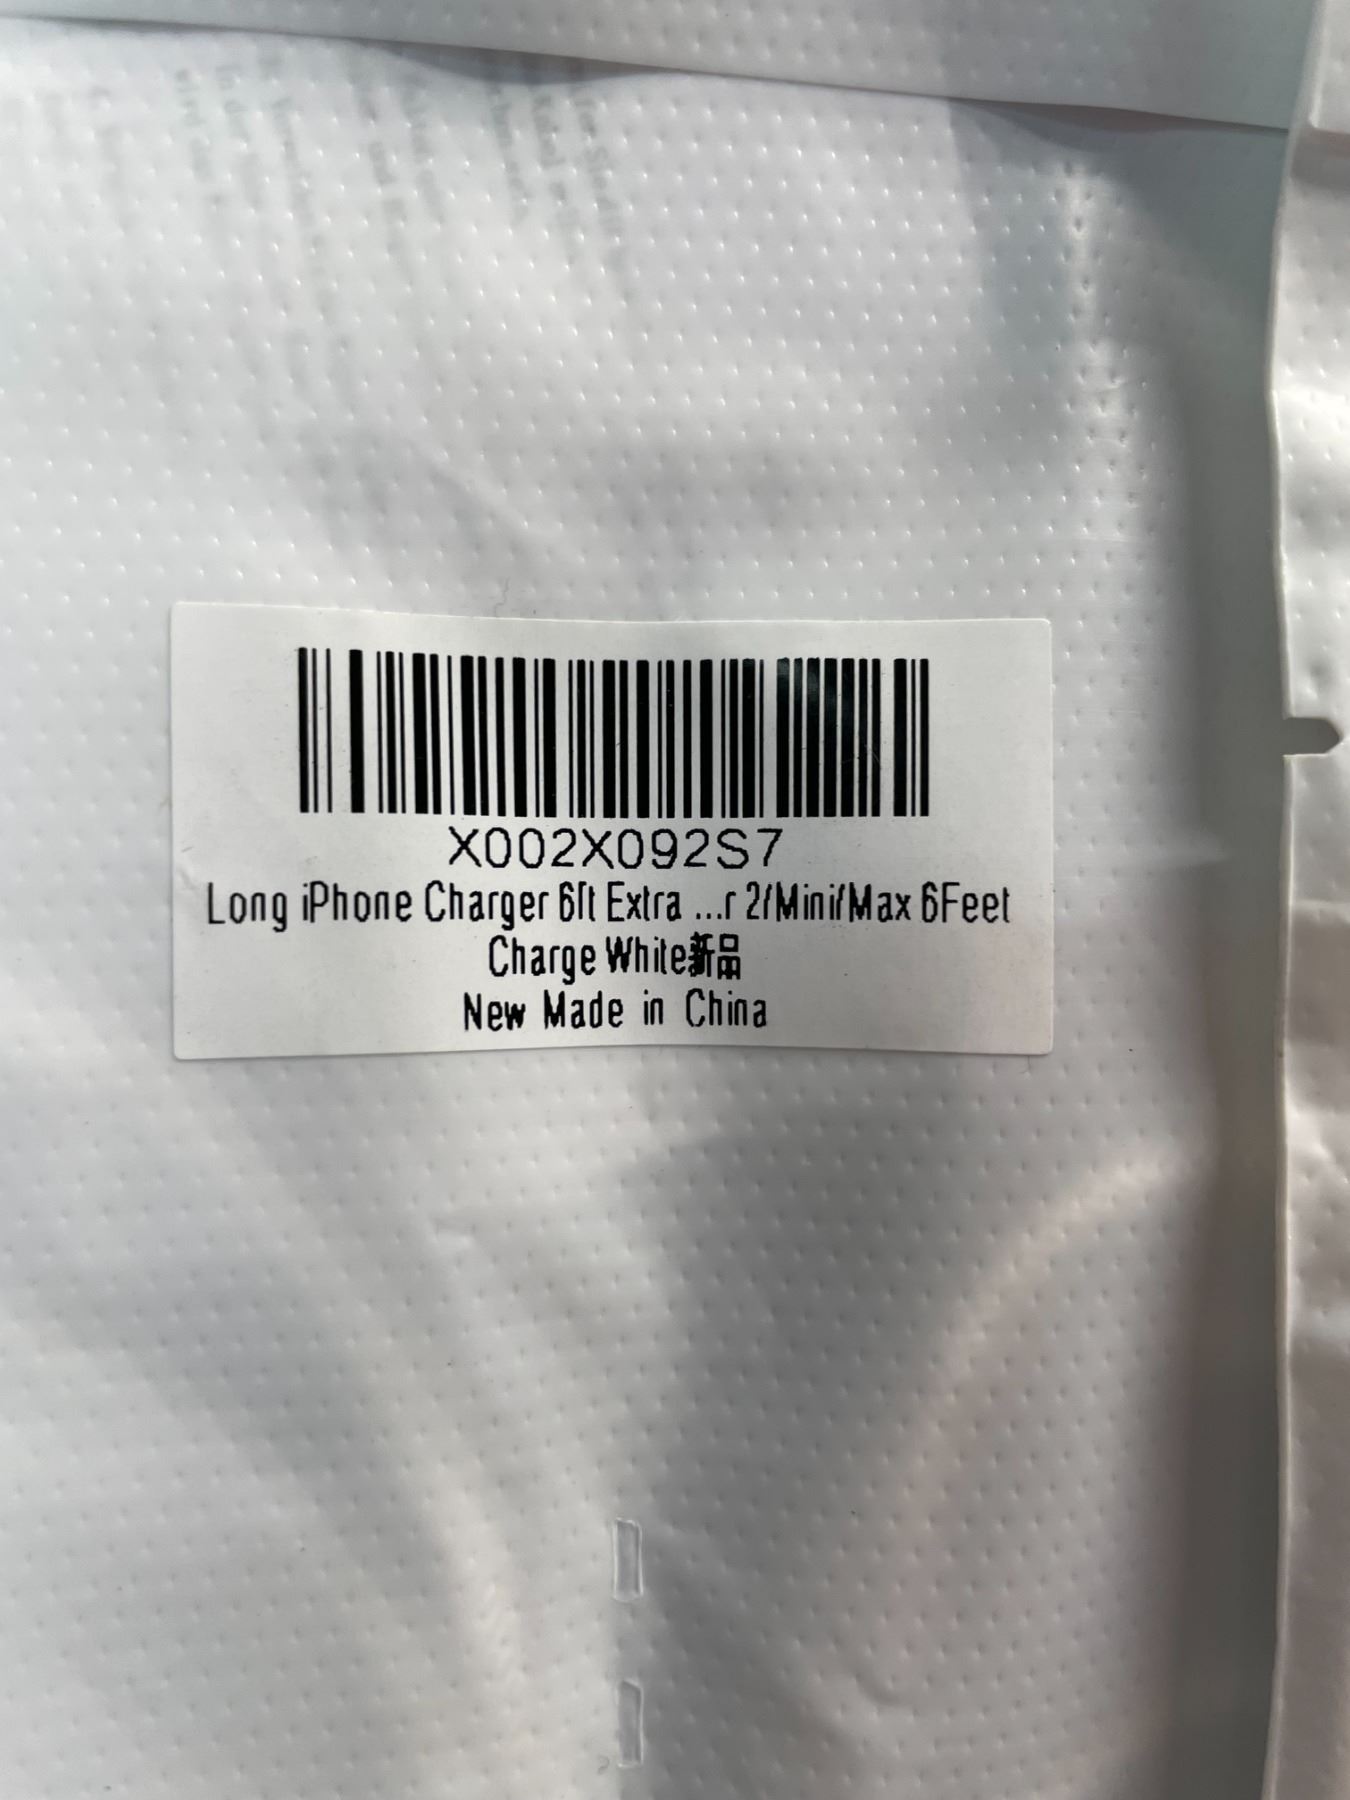 X002X092S7
Long iPhone Charger 6ft Extra ...r 2/Mini/Max 6Feet
Charge White新品
New Made in China